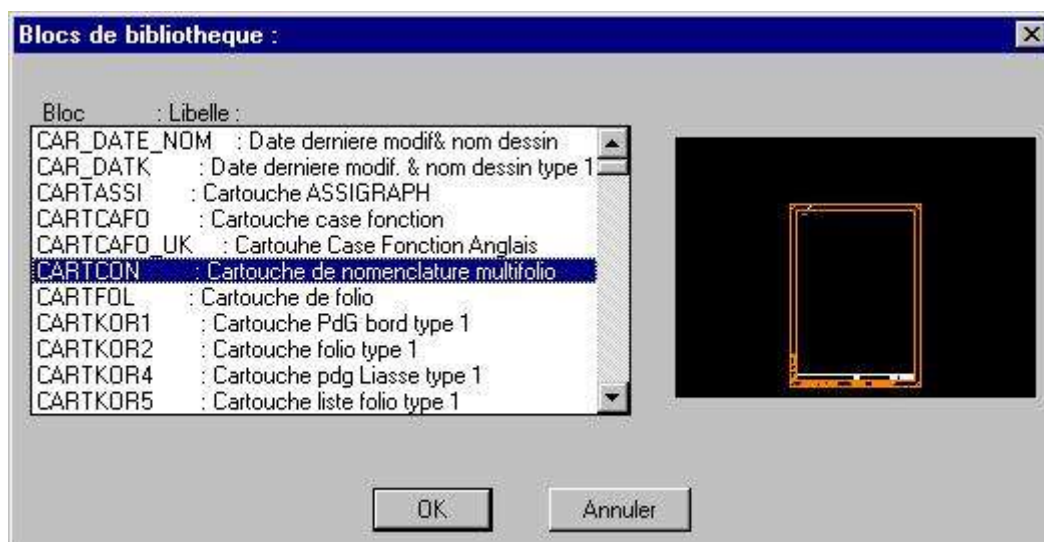 Blocs de bibliotheque :
Bloc : Libelle :
CAR_DATE_NOM : Date derniere modif& nom dessin
CAR_DATK : Date derniere modif. & nom dessin type 1
CARTASSI : Cartouche ASSIGRAPH
CARTCAFO : Cartouche case fonction
CARTCAFO_UK : Cartouhe Case Fonction Anglais
CARTCON : Cartouche de nomenclature multifolio
CARTFOL : Cartouche de folio
CARTKOR1 : Cartouche PdG bord type 1
CARTKOR2 : Cartouche folio type 1
CARTKOR4 : Cartouche pdg Liasse type 1
CARTKOR5 : Cartouche liste folio type 1
OK Annuler